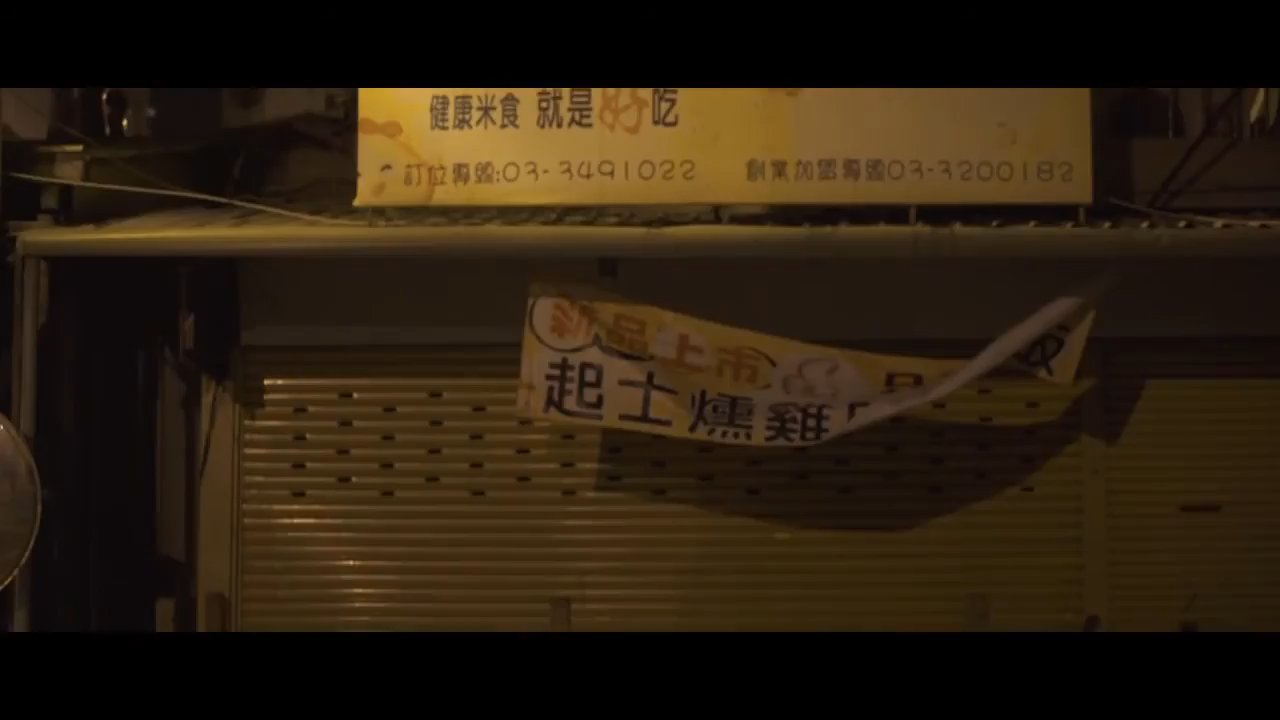 健康米食 就是好吃
訂位專線:03-3491022 創業加盟專線03-3200182
新品上市
起士燻雞